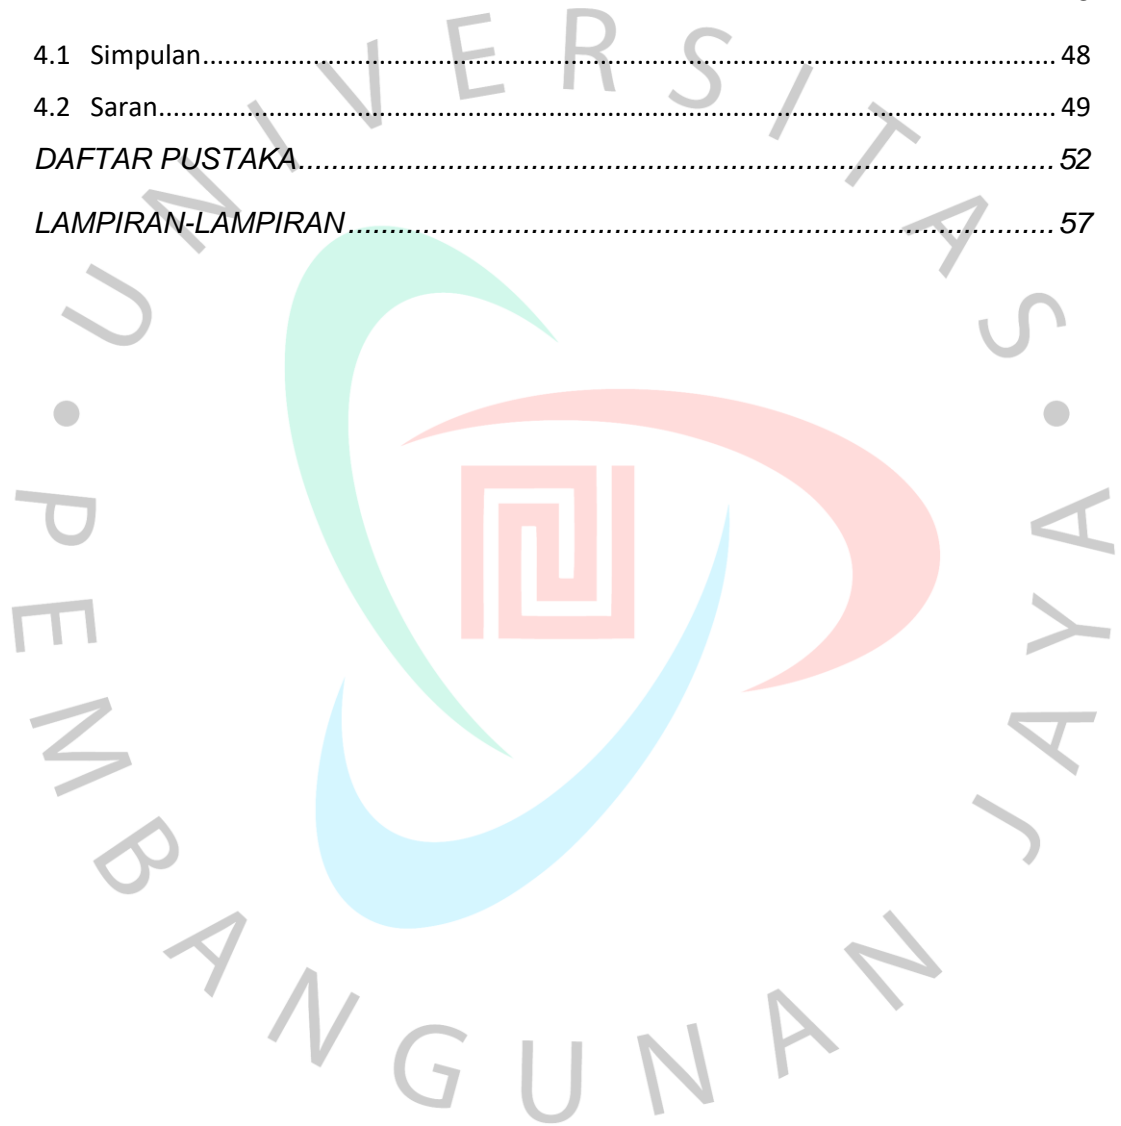 4.1 Simpulan........................................................................................................................ 48
4.2 Saran.............................................................................................................................. 49
DAFTAR PUSTAKA............................................................................................. 52
LAMPIRAN-LAMPIRAN....................................................................................... 57
UNIVERSITAS • PEMBANGUNAN JAYA •